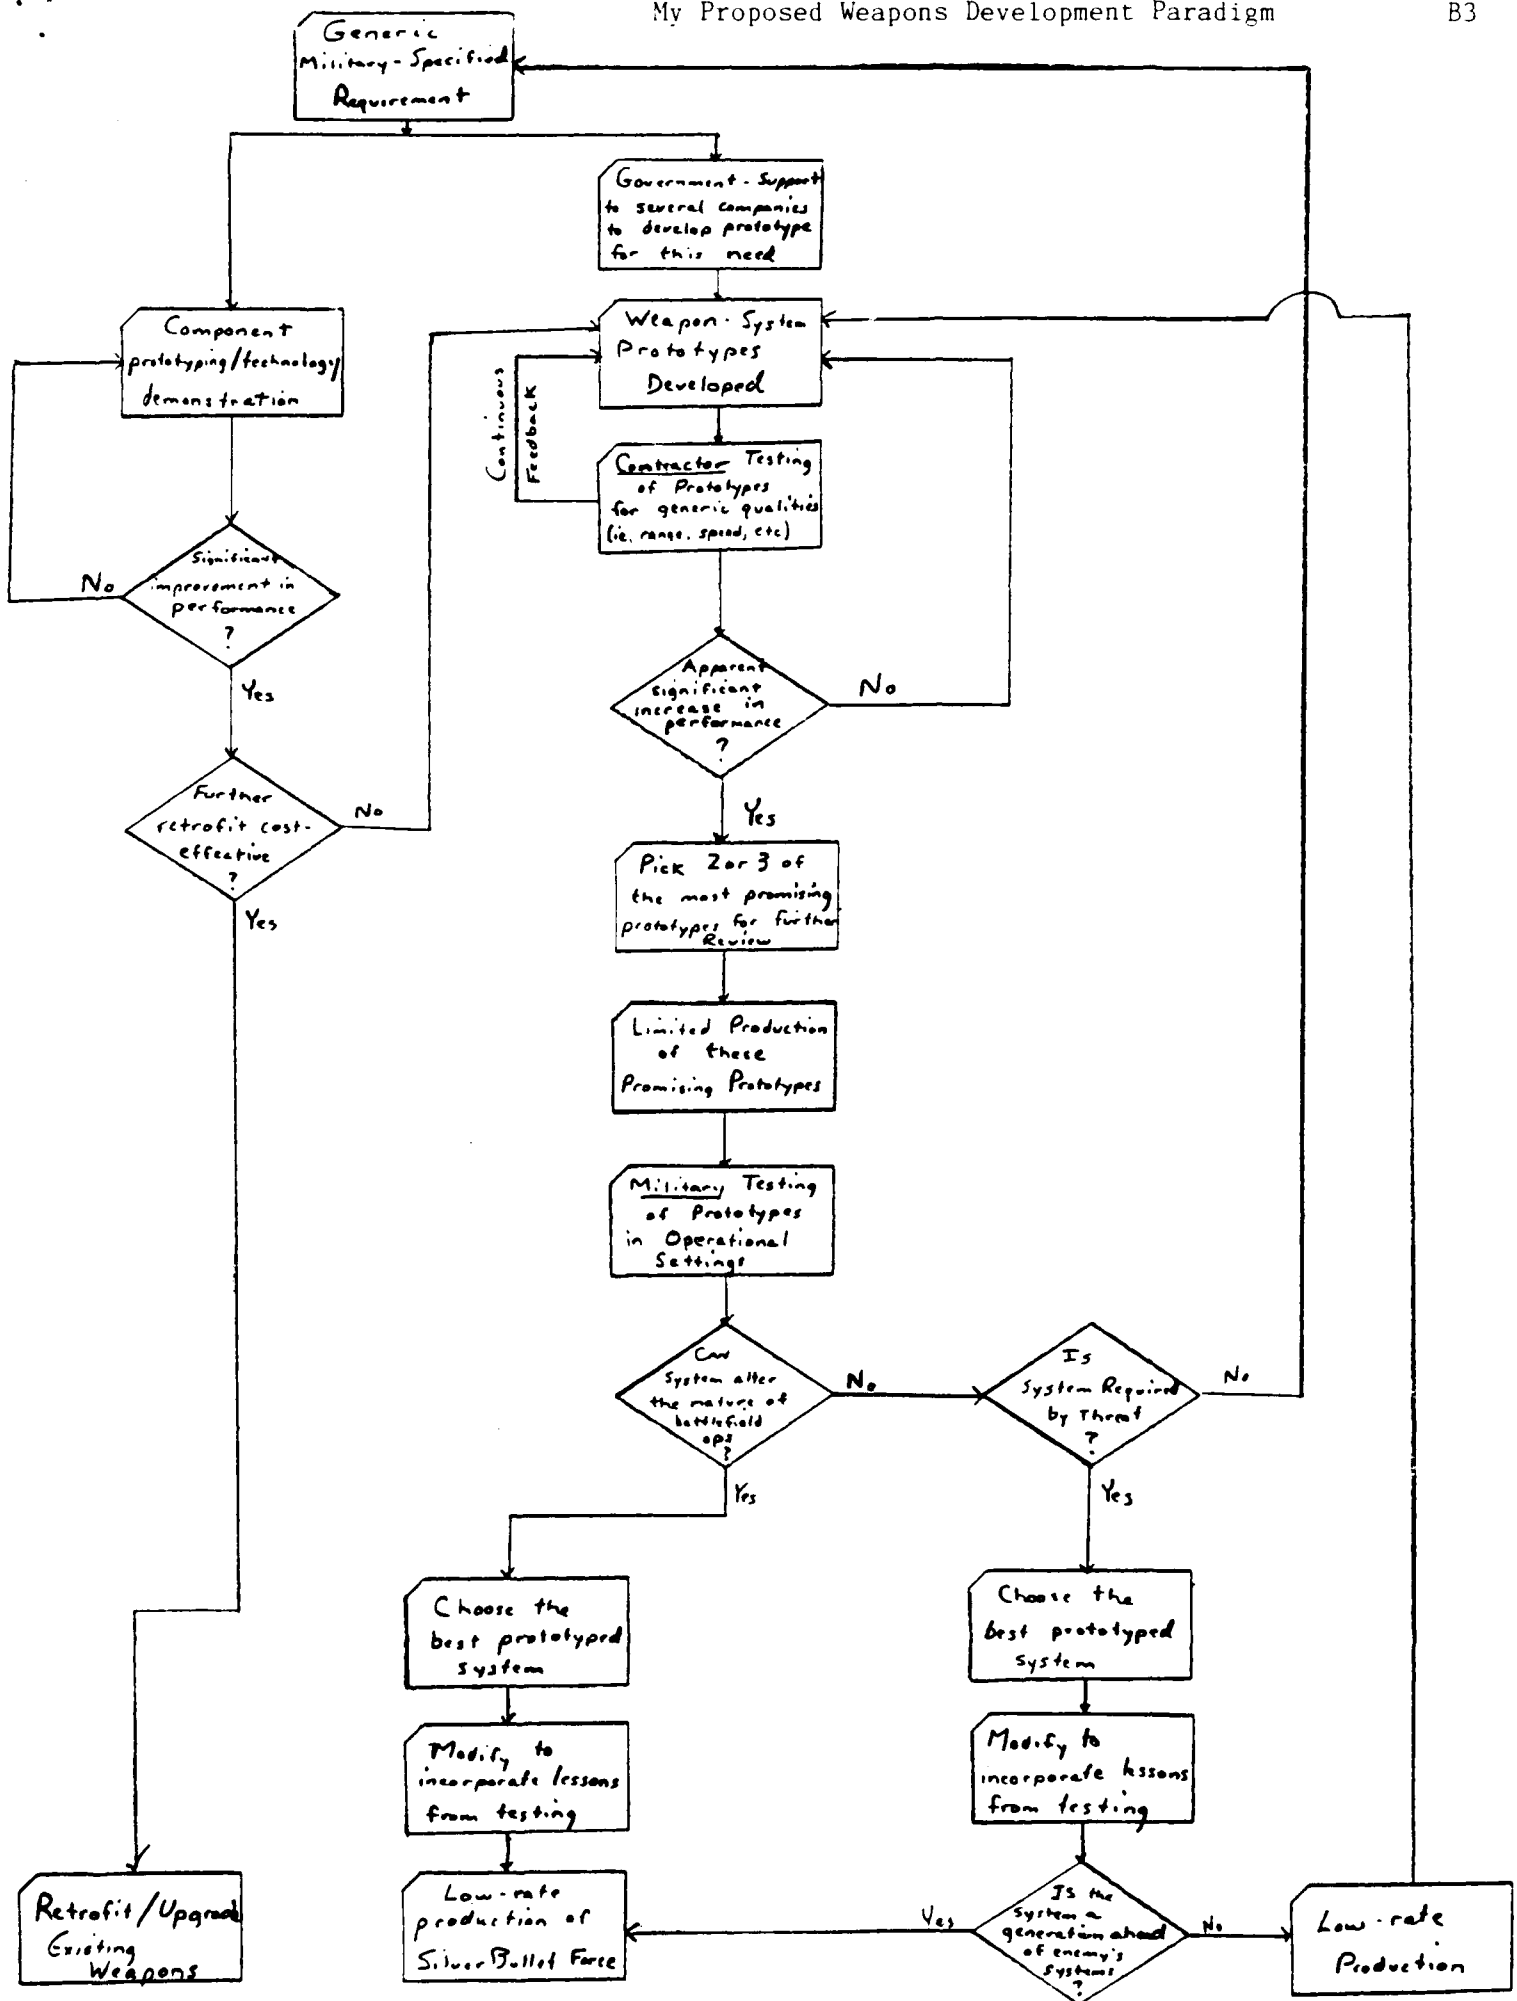 My Proposed Weapons Development Paradigm B3
Generic
Military-Specified
Requirement
Government-Support
to several companies
to develop prototype
for this need
Component
prototyping/technology
demonstration
Weapon-System
Prototypes
Developed
Continuous
Feedback
Contractor Testing
of Prototypes
for generic qualities
(ie, range, speed, etc)
Significant
improvement in
performance
?
No
Yes
Apparent
significant
increase in
performance
?
No
Yes
Further
retrofit cost-
effective
?
No
Yes
Pick 2 or 3 of
the most promising
prototypes for further
Review
Limited Production
of these
Promising Prototypes
Military Testing
of Prototypes
in Operational
Settings
Can
System alter
the nature of
battlefield
ops
?
No
Yes
Is
System Required
by Threat
?
No
Yes
Choose the
best prototyped
system
Choose the
best prototyped
system
Modify to
incorporate lessons
from testing
Modify to
incorporate lessons
from testing
Retrofit/Upgrade
Existing
Weapons
Low-rate
production of
Silver Bullet Force
Yes
Is the
System a
generation ahead
of enemy's
systems
?
No
Low-rate
Production